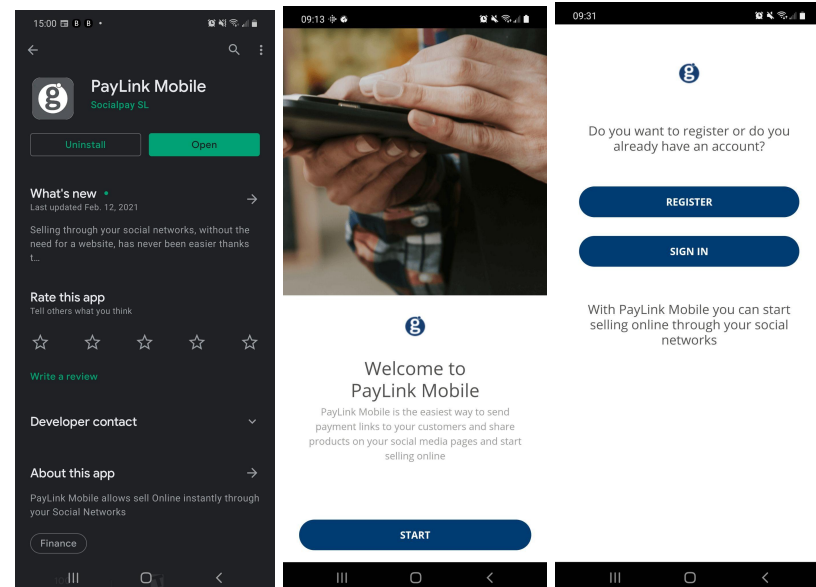 15:00 B B •
PayLink Mobile
Socialpay SL
Uninstall
Open
What's new •
Last updated Feb. 12, 2021
Selling through your social networks, without the
need for a website, has never been easier thanks
t...
Rate this app
Tell others what you think
Write a review
Developer contact
About this app
PayLink Mobile allows sell Online instantly through
your Social Networks
Finance
09:13
g
Welcome to
PayLink Mobile
PayLink Mobile is the easiest way to send
payment links to your customers and share
products on your social media pages and start
selling online
START
09:31
g
Do you want to register or do you
already have an account?
REGISTER
SIGN IN
With PayLink Mobile you can start
selling online through your social
networks